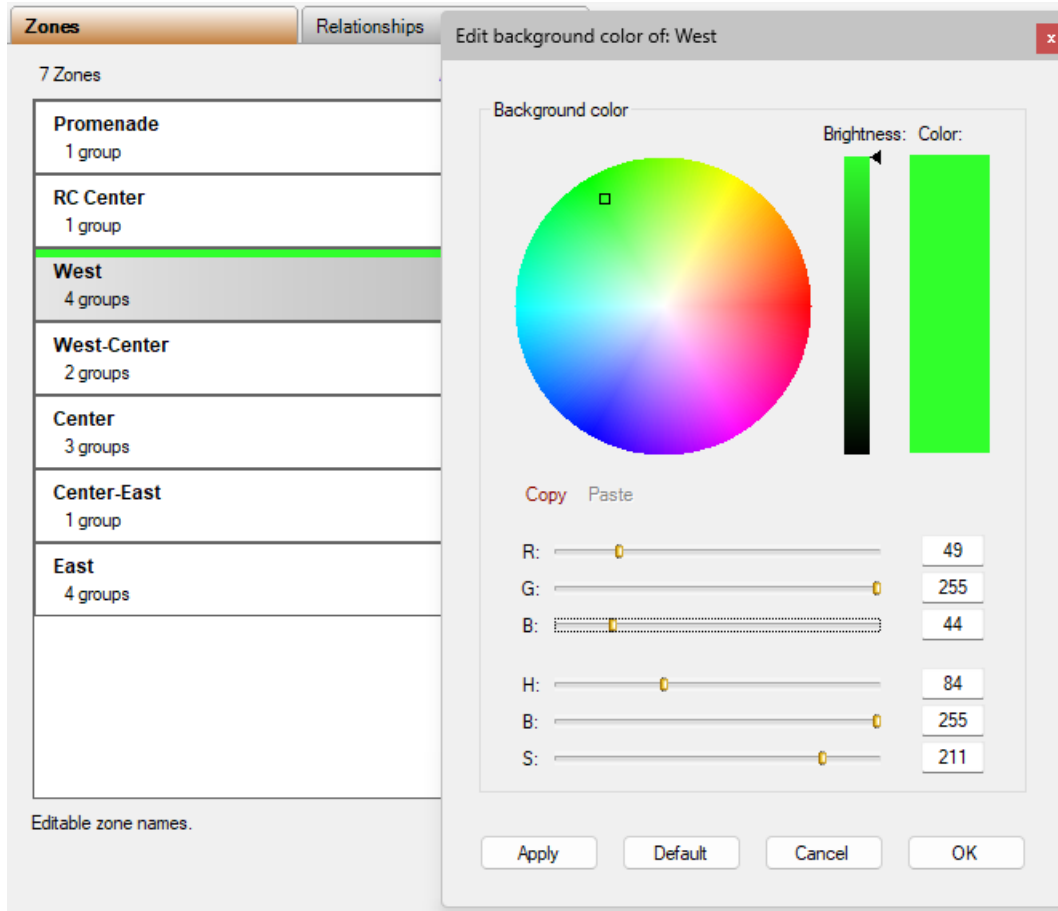 Zones
Relationships
7 Zones
Promenade
1 group
RC Center
1 group
West
4 groups
West-Center
2 groups
Center
3 groups
Center-East
1 group
East
4 groups
Editable zone names.
Edit background color of: West
x
Background color
Brightness: Color:
Copy Paste
R: 49
G: 255
B: 44
H: 84
B: 255
S: 211
Apply Default Cancel OK